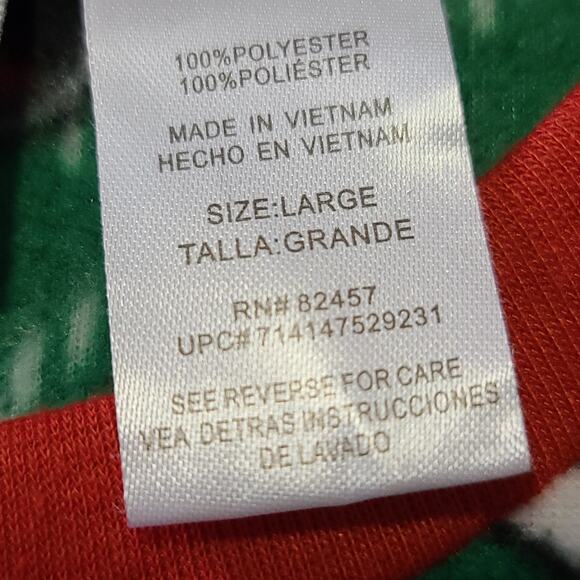 100%POLYESTER
100%POLIÉSTER
MADE IN VIETNAM
HECHO EN VIETNAM
SIZE:LARGE
TALLA:GRANDE
RN# 82457
UPC# 714147529231
SEE REVERSE FOR CARE
VEA DETRAS INSTRUCCIONES
DE LAVADO